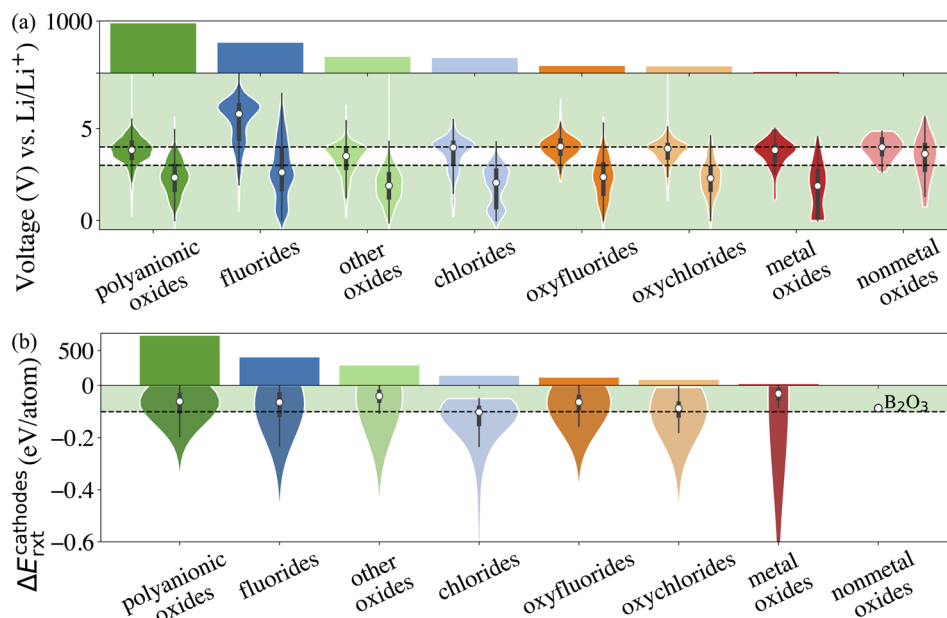 (a)
1000
Voltage (V) vs. Li/Li⁺
5
0
polyanionic
oxides
fluorides
other
oxides
chlorides
oxyfluorides
oxychlorides
metal
oxides
nonmetal
oxides
(b)
500
0
−0.2
−0.4
−0.6
ΔE_rxt^cathodes (eV/atom)
B₂O₃
polyanionic
oxides
fluorides
other
oxides
chlorides
oxyfluorides
oxychlorides
metal
oxides
nonmetal
oxides